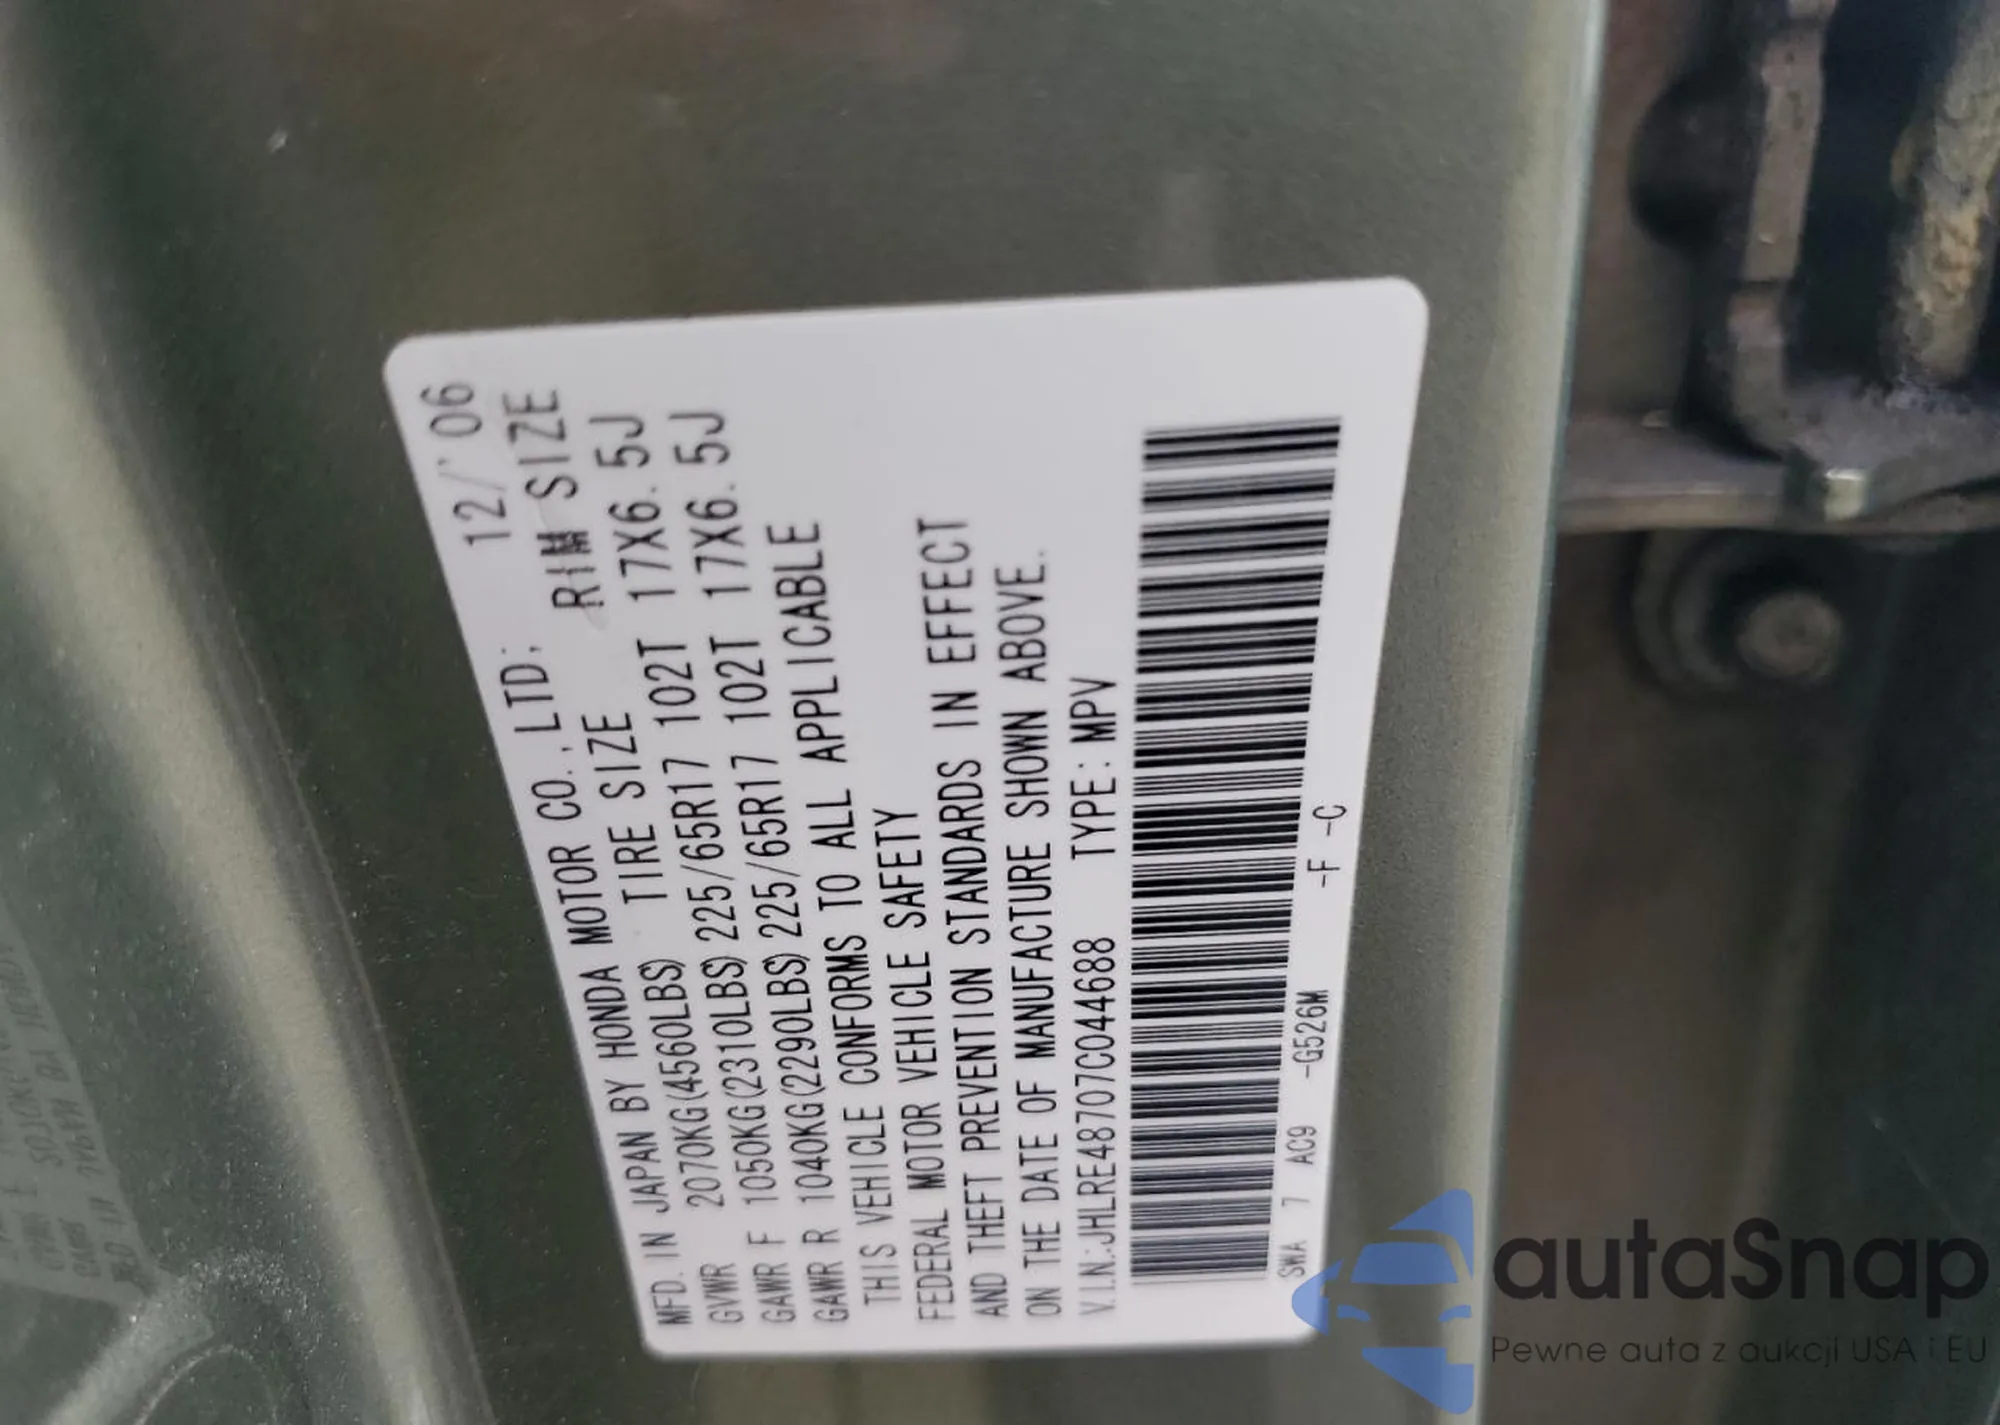 MFD. IN JAPAN BY HONDA MOTOR CO.,LTD; 12/'06
TIRE SIZE RIM SIZE
GVWR 2070KG(4560LBS)
GAWR F 1050KG(2310LBS) 225/65R17 102T 17X6.5J
GAWR R 1040KG(2290LBS) 225/65R17 102T 17X6.5J
THIS VEHICLE CONFORMS TO ALL APPLICABLE
FEDERAL MOTOR VEHICLE SAFETY
AND THEFT PREVENTION STANDARDS IN EFFECT
ON THE DATE OF MANUFACTURE SHOWN ABOVE.
V.I.N.:JHLRE48707C044688 TYPE:MPV
SWA 7 AC9 -G526M -F -C
autaSnap
Pewne auta z aukcji USA i EU